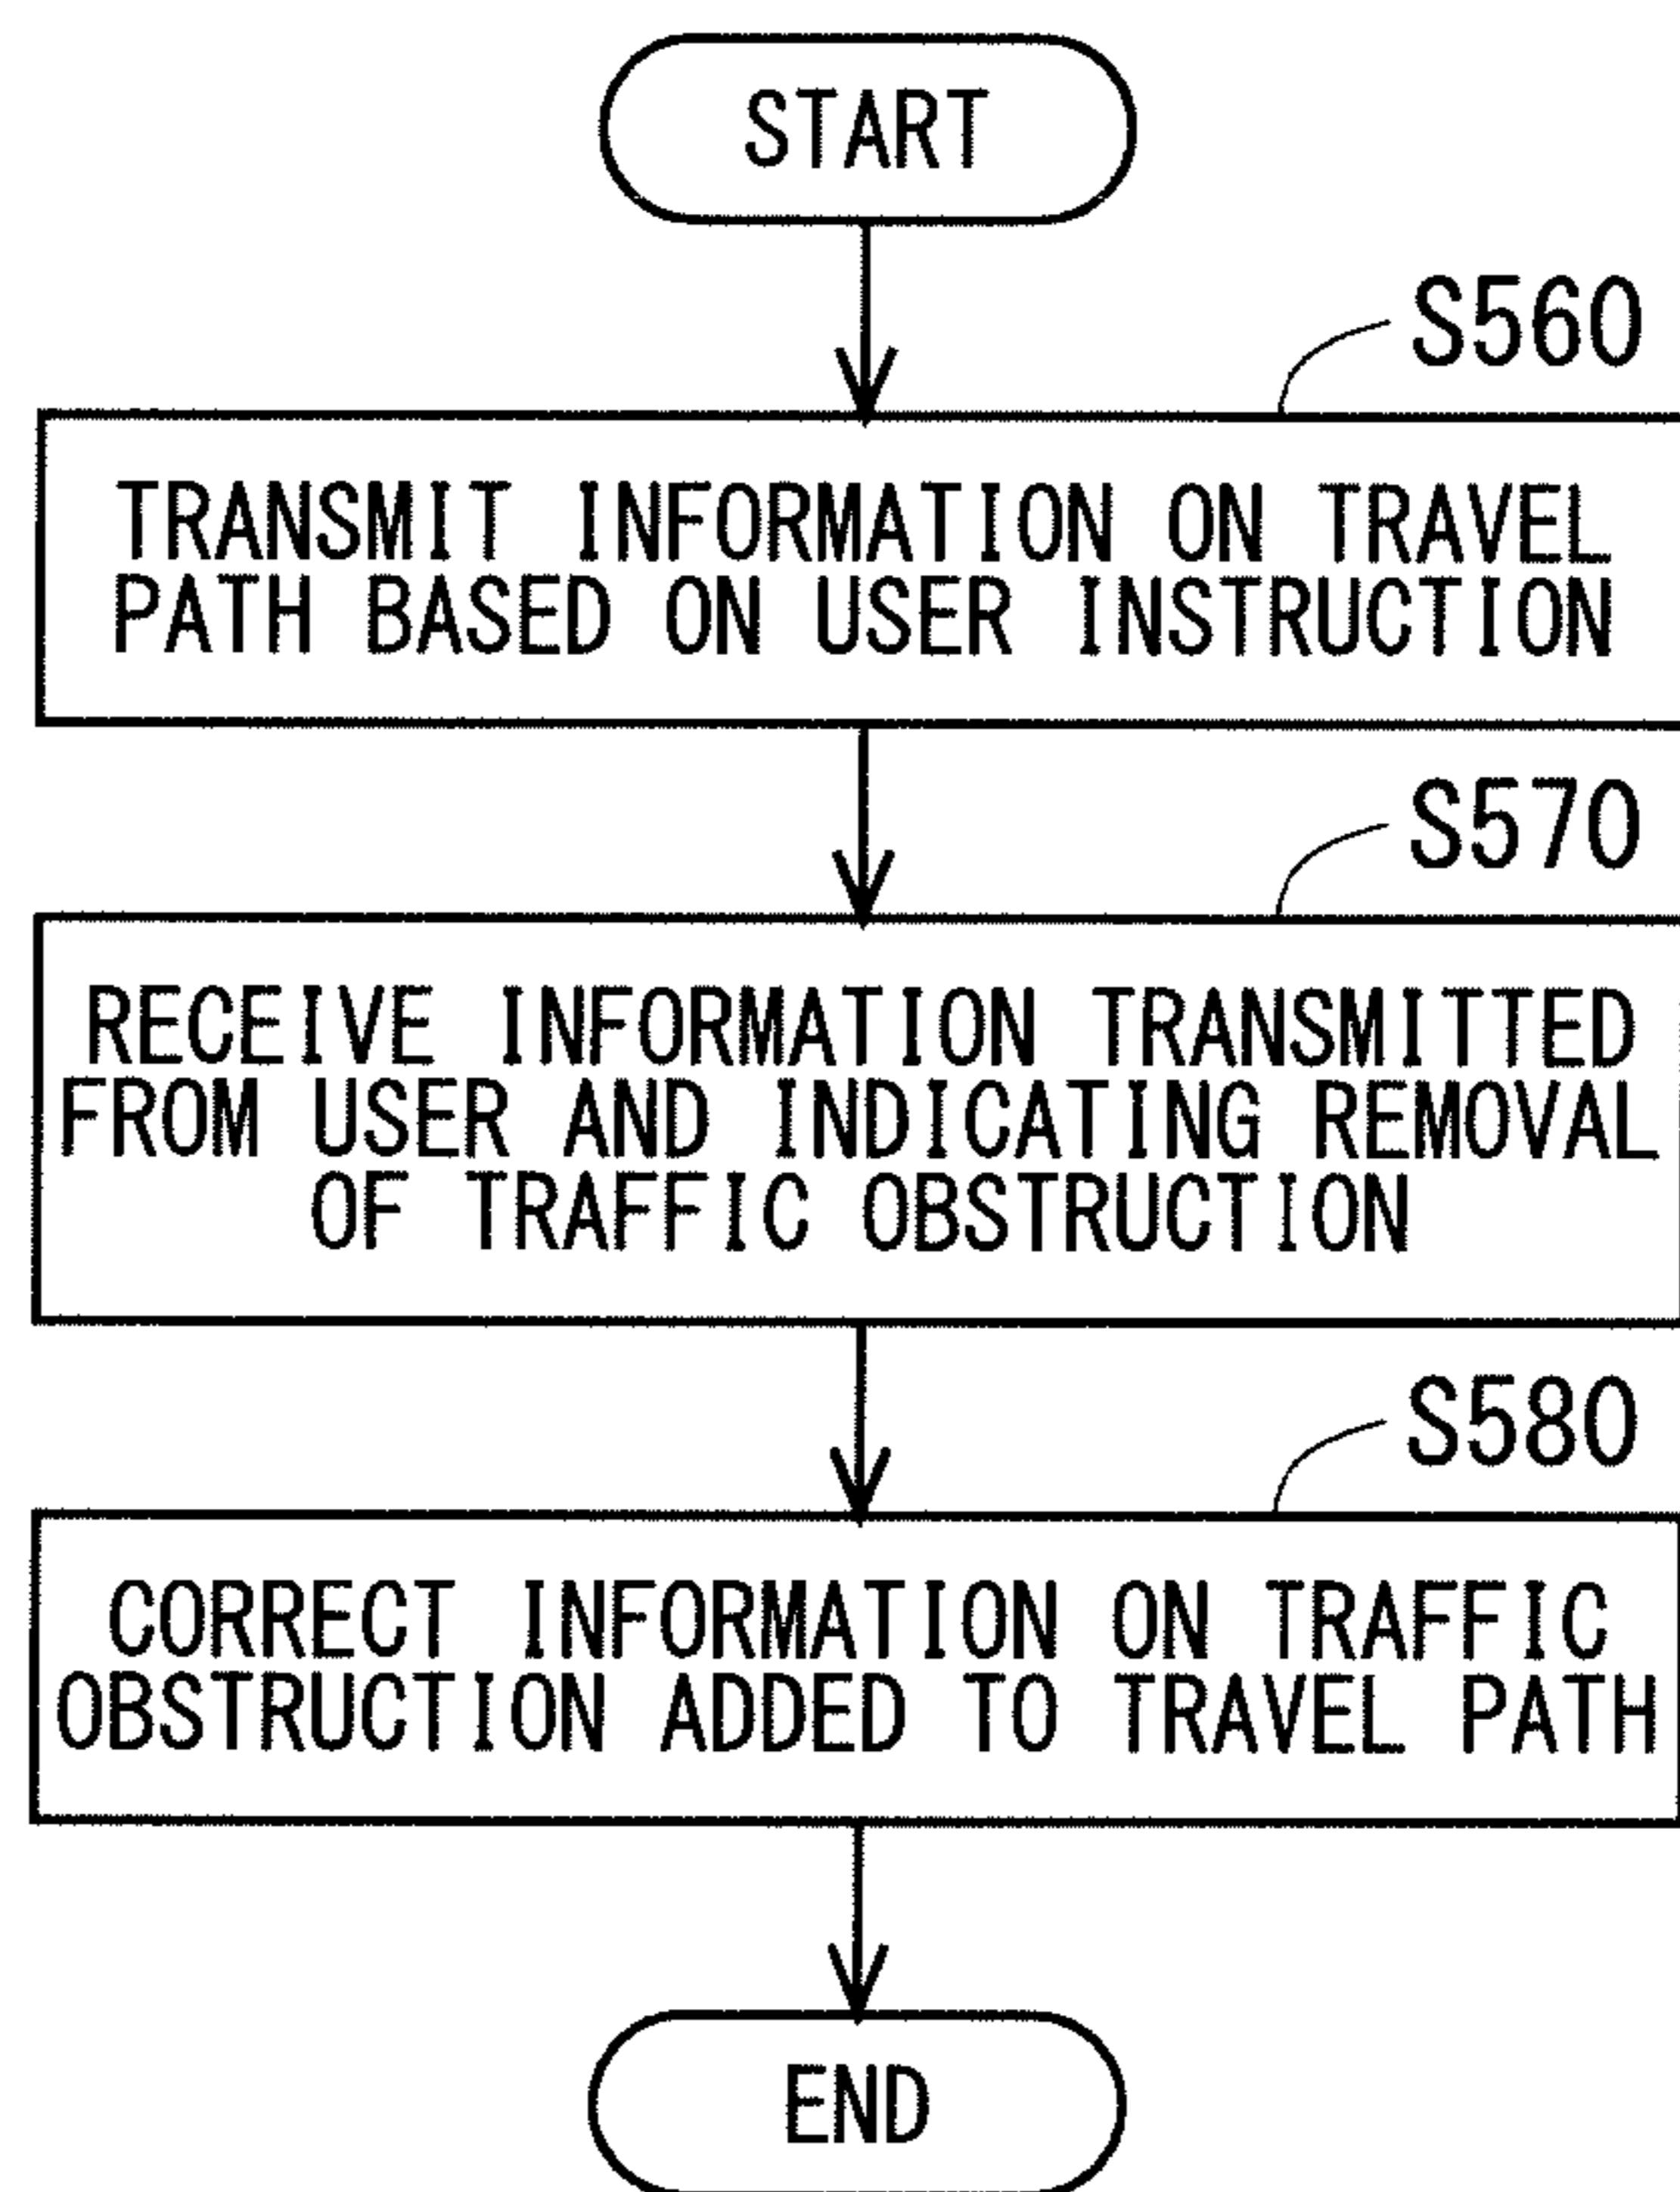 START
S560
TRANSMIT INFORMATION ON TRAVEL
PATH BASED ON USER INSTRUCTION
S570
RECEIVE INFORMATION TRANSMITTED
FROM USER AND INDICATING REMOVAL
OF TRAFFIC OBSTRUCTION
S580
CORRECT INFORMATION ON TRAFFIC
OBSTRUCTION ADDED TO TRAVEL PATH
END